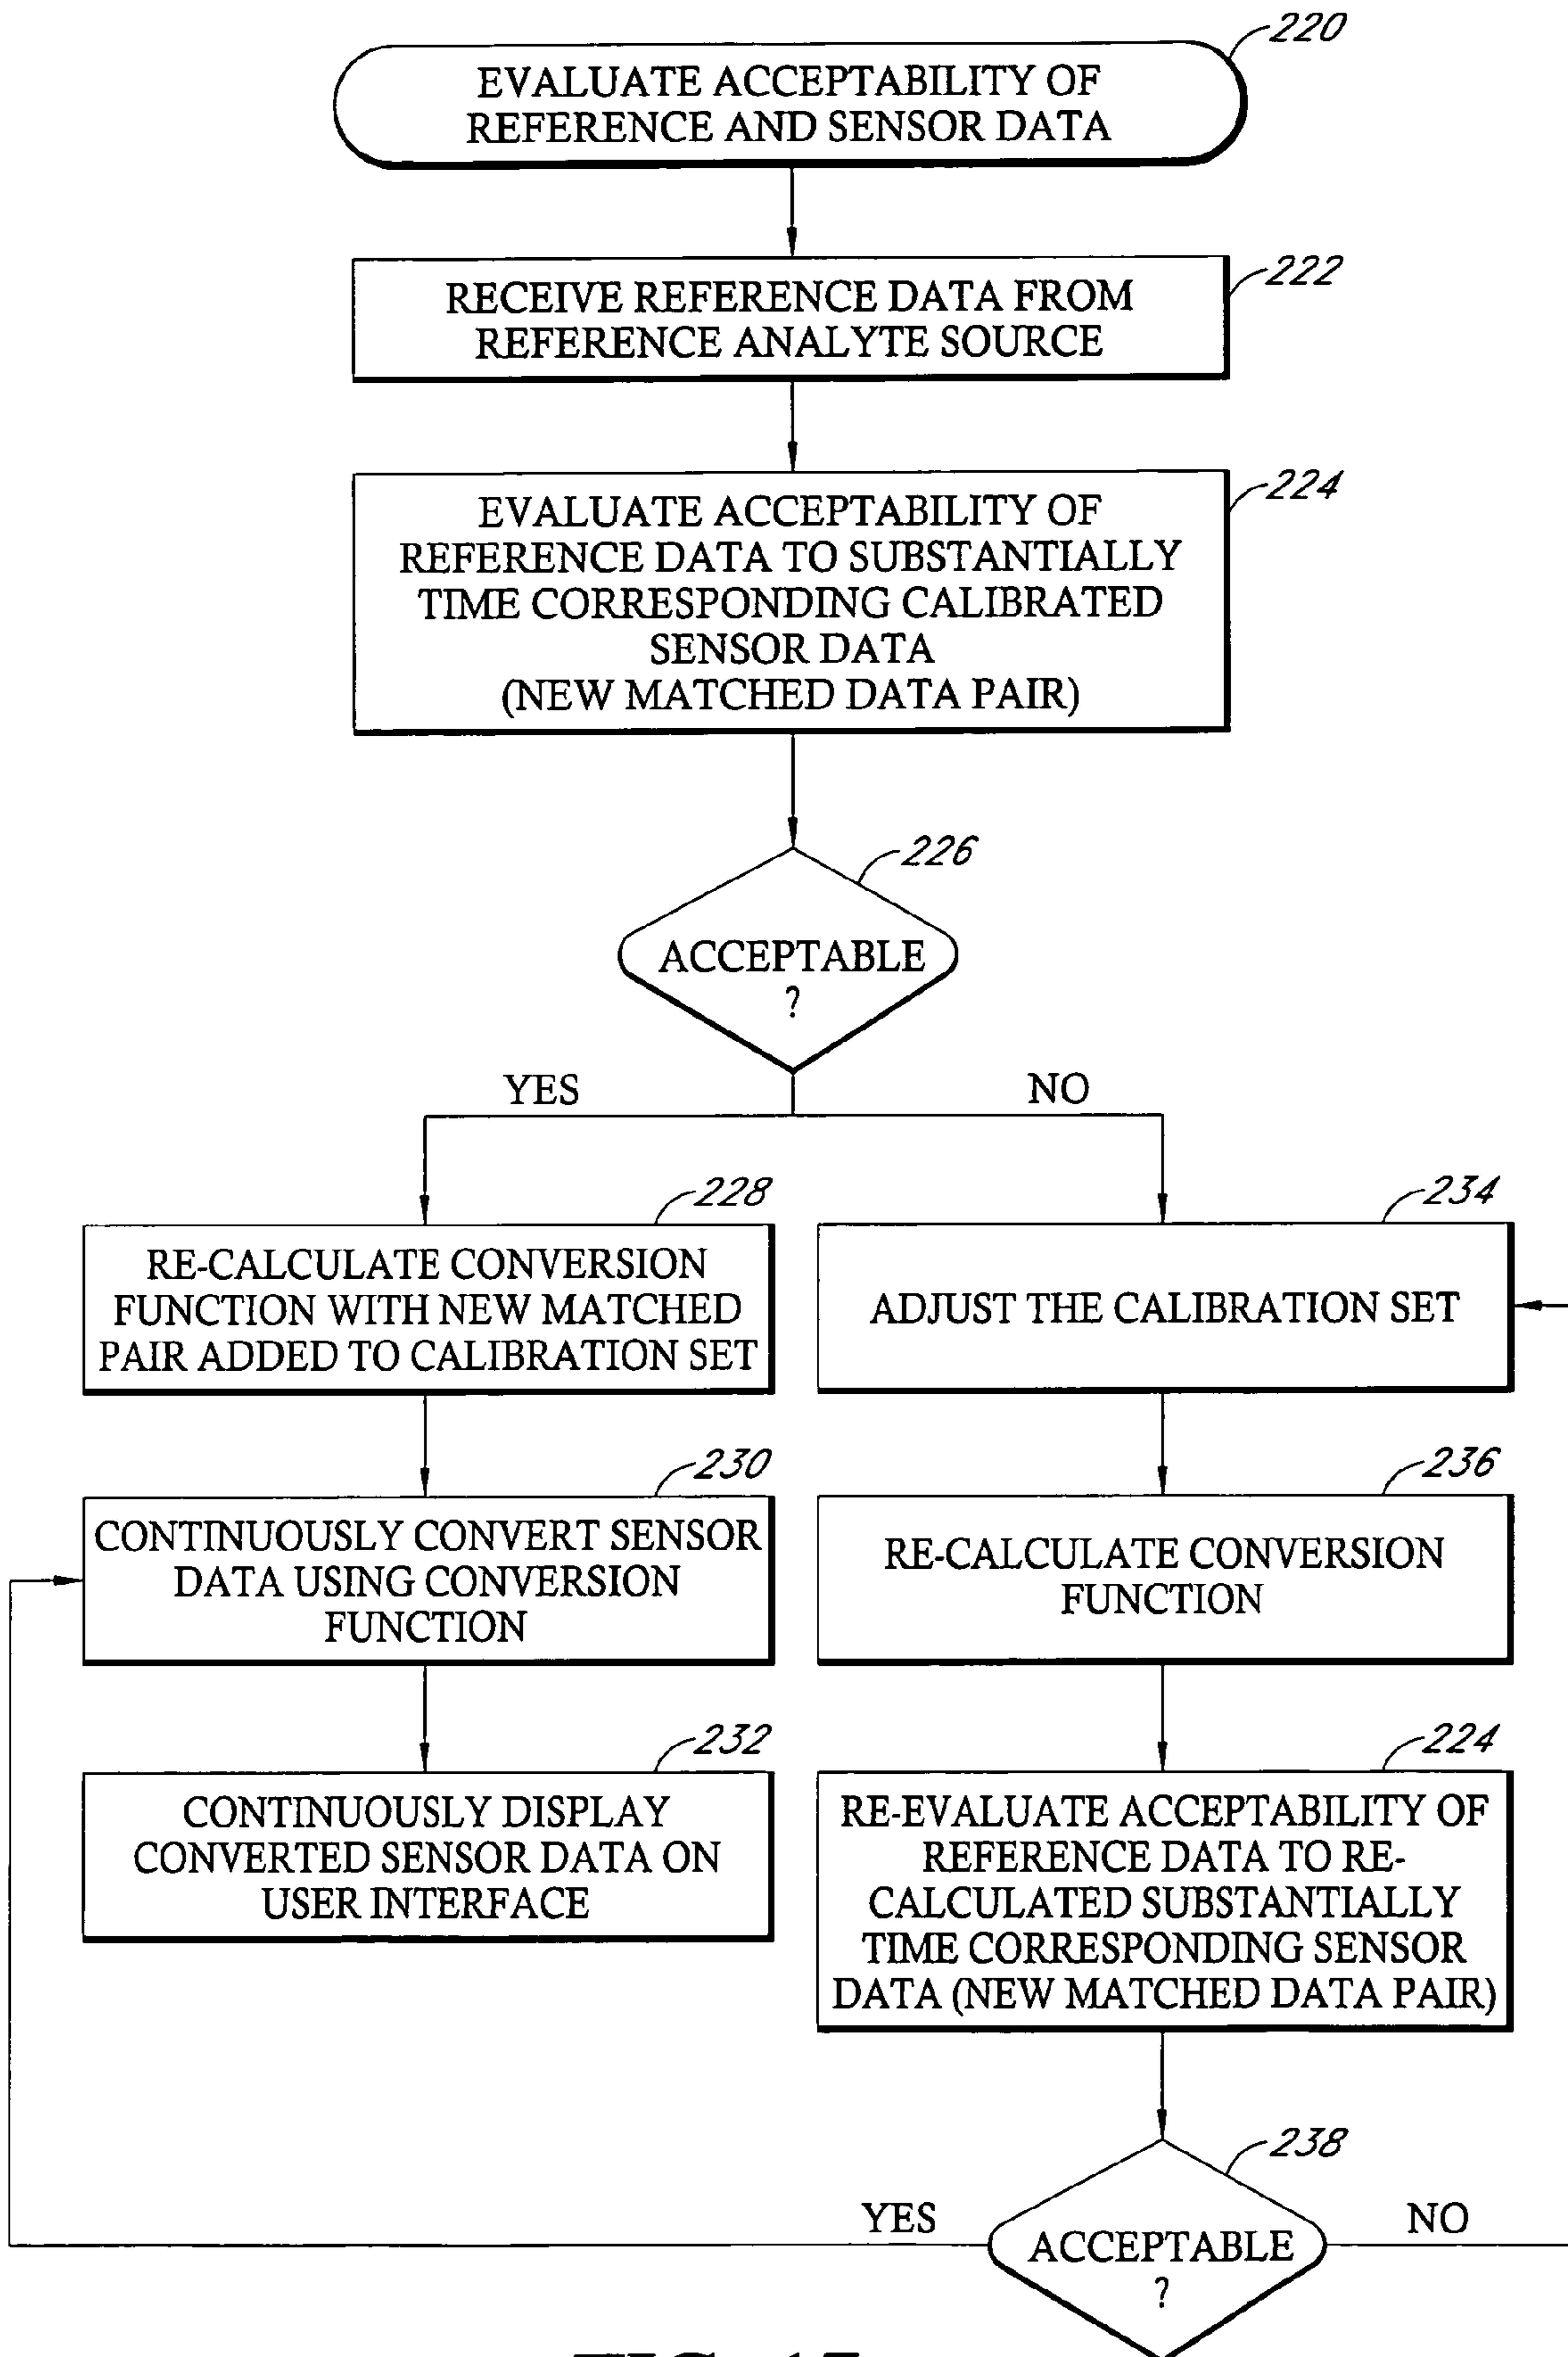 220
EVALUATE ACCEPTABILITY OF
REFERENCE AND SENSOR DATA
222
RECEIVE REFERENCE DATA FROM
REFERENCE ANALYTE SOURCE
224
EVALUATE ACCEPTABILITY OF
REFERENCE DATA TO SUBSTANTIALLY
TIME CORRESPONDING CALIBRATED
SENSOR DATA
(NEW MATCHED DATA PAIR)
226
ACCEPTABLE
?
YES
NO
228
RE-CALCULATE CONVERSION
FUNCTION WITH NEW MATCHED
PAIR ADDED TO CALIBRATION SET
234
ADJUST THE CALIBRATION SET
230
CONTINUOUSLY CONVERT SENSOR
DATA USING CONVERSION
FUNCTION
236
RE-CALCULATE CONVERSION
FUNCTION
232
CONTINUOUSLY DISPLAY
CONVERTED SENSOR DATA ON
USER INTERFACE
224
RE-EVALUATE ACCEPTABILITY OF
REFERENCE DATA TO RE-
CALCULATED SUBSTANTIALLY
TIME CORRESPONDING SENSOR
DATA (NEW MATCHED DATA PAIR)
238
YES
ACCEPTABLE
?
NO